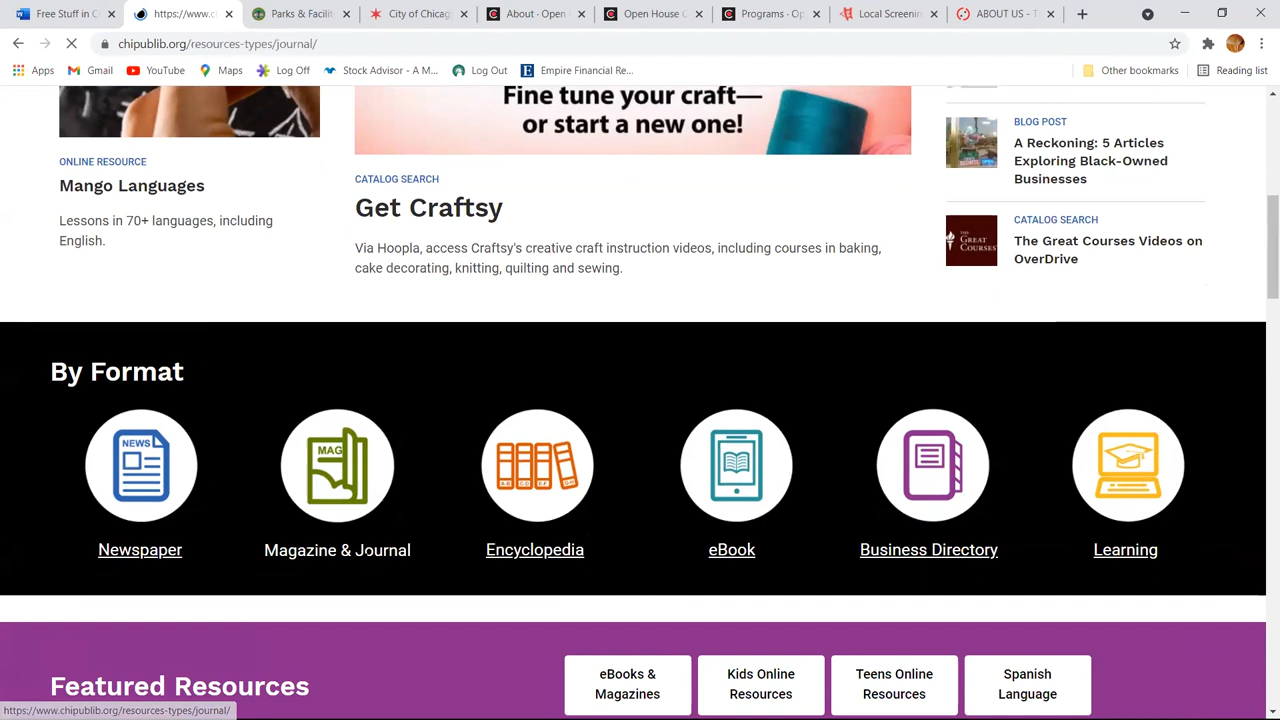 Free Stuff in C
https://www.c
Parks & Facilit
City of Chicag
About - Open
Open House C
Programs - Op
Local Screenin
ABOUT US - T
chipublib.org/resources-types/journal/
Apps
Gmail
YouTube
Maps
Log Off
Stock Advisor - A M...
Log Out
Empire Financial Re...
Other bookmarks
Reading list
Fine tune your craft—
or start a new one!
ONLINE RESOURCE
Mango Languages
Lessons in 70+ languages, including
English.
CATALOG SEARCH
Get Craftsy
Via Hoopla, access Craftsy's creative craft instruction videos, including courses in baking,
cake decorating, knitting, quilting and sewing.
BLOG POST
A Reckoning: 5 Articles
Exploring Black-Owned
Businesses
THE
GREAT
COURSES
CATALOG SEARCH
The Great Courses Videos on
OverDrive
By Format
NEWS
MAG
Newspaper
Magazine & Journal
Encyclopedia
eBook
Business Directory
Learning
Featured Resources
eBooks &
Magazines
Kids Online
Resources
Teens Online
Resources
Spanish
Language
https://www.chipublib.org/resources-types/journal/